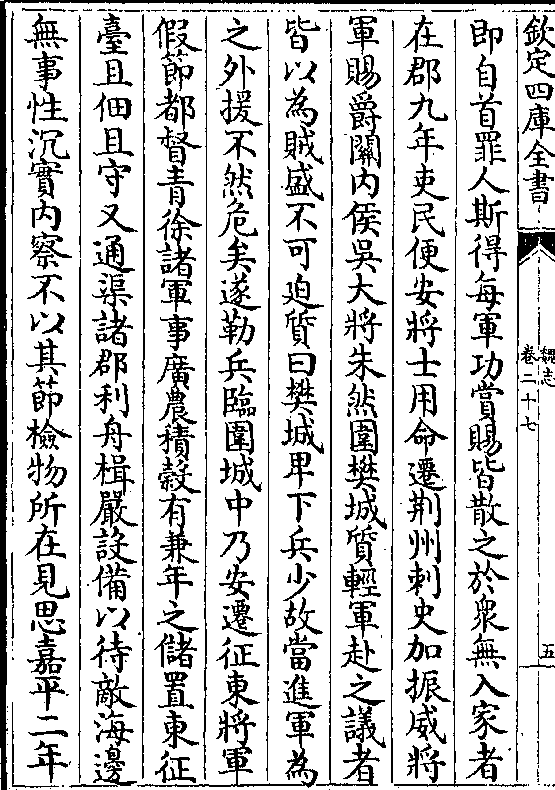 欽定四庫全書
魏志
卷二十七
五
即自首罪人斯得每軍功賞賜皆散之於衆無入家者
在郡九年吏民便安將士用命遷荆州刺史加振威將
軍賜爵關内侯吳大將朱然圍樊城質輕軍赴之議者
皆以為賊盛不可迫質曰樊城卑下兵少故當進軍為
之外援不然危矣遂勒兵臨圍城中乃安遷征東將軍
假節都督青徐諸軍事廣農積穀有兼年之儲置東征
臺且佃且守又通渠諸郡利舟楫嚴設備以待敵海邊
無事性沉實内察不以其節檢物所在見思嘉平二年